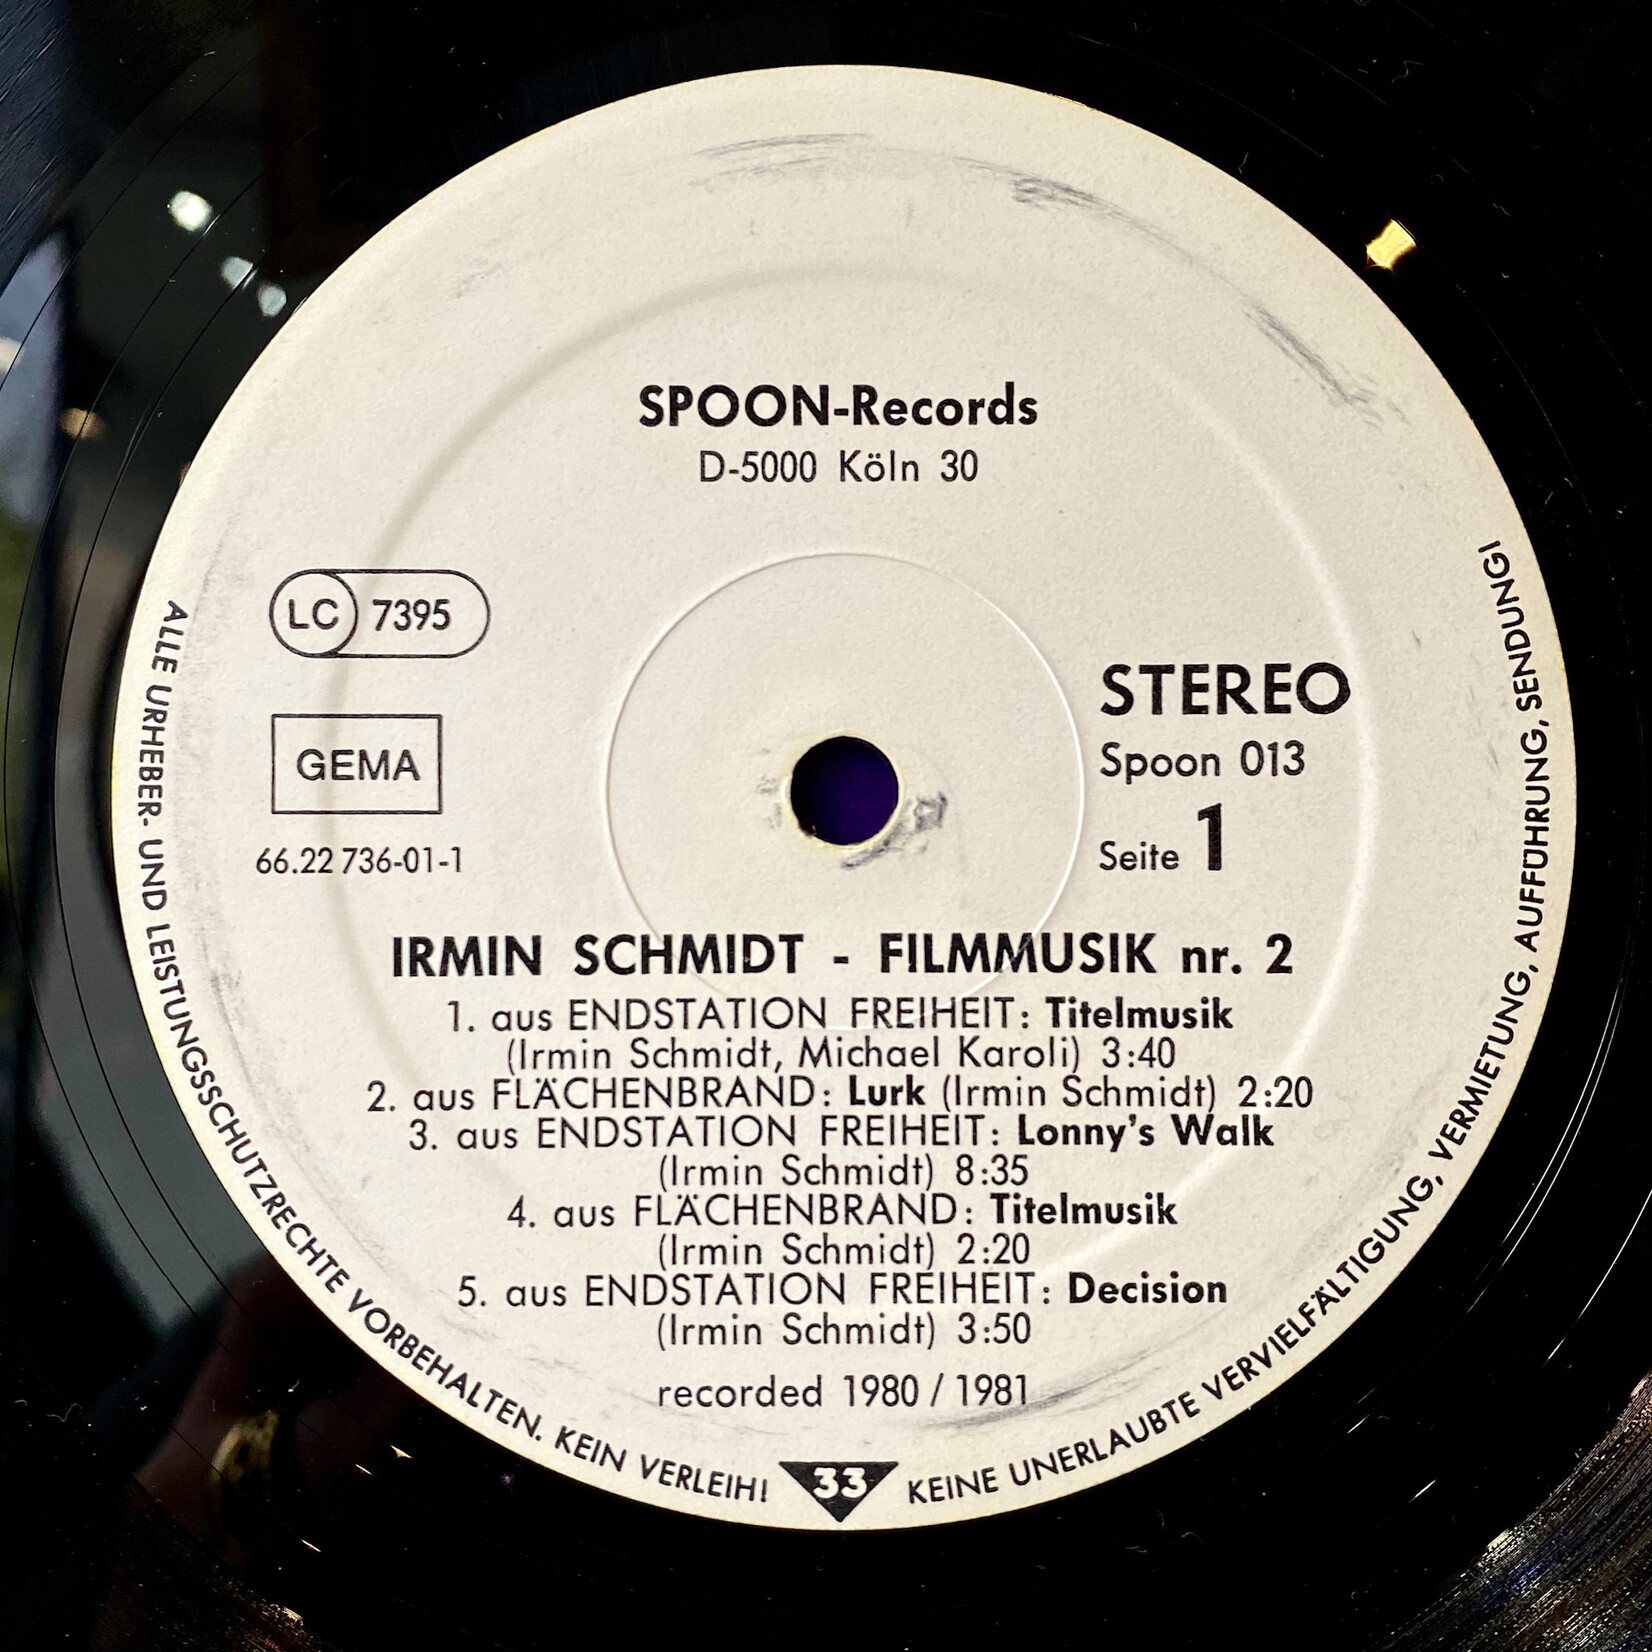 SPOON-Records
D-5000 Köln 30
LC 7395
GEMA
66.22 736-01-1
STEREO
Spoon 013
Seite 1
IRMIN SCHMIDT - FILMMUSIK nr. 2
1. aus ENDSTATION FREIHEIT: Titelmusik
(Irmin Schmidt, Michael Karoli) 3:40
2. aus FLÄCHENBRAND: Lurk (Irmin Schmidt) 2:20
3. aus ENDSTATION FREIHEIT: Lonny's Walk
(Irmin Schmidt) 8:35
4. aus FLÄCHENBRAND: Titelmusik
(Irmin Schmidt) 2:20
5. aus ENDSTATION FREIHEIT: Decision
(Irmin Schmidt) 3:50
recorded 1980 / 1981
ALLE URHEBER- UND LEISTUNGSSCHUTZRECHTE VORBEHALTEN. KEIN VERLEIH!
33
KEINE UNERLAUBTE VERVIELFÄLTIGUNG, VERMIETUNG, AUFFÜHRUNG, SENDUNG!